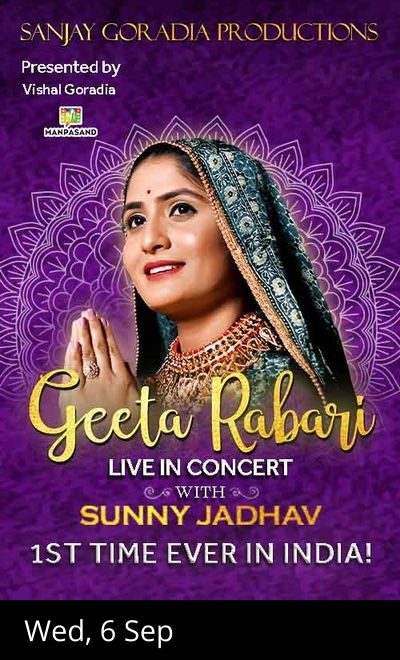 SANJAY GORADIA PRODUCTIONS
Presented by
Vishal Goradia
MANPASAND
Geeta Rabari
LIVE IN CONCERT
WITH
SUNNY JADHAV
1ST TIME EVER IN INDIA!
Wed, 6 Sep